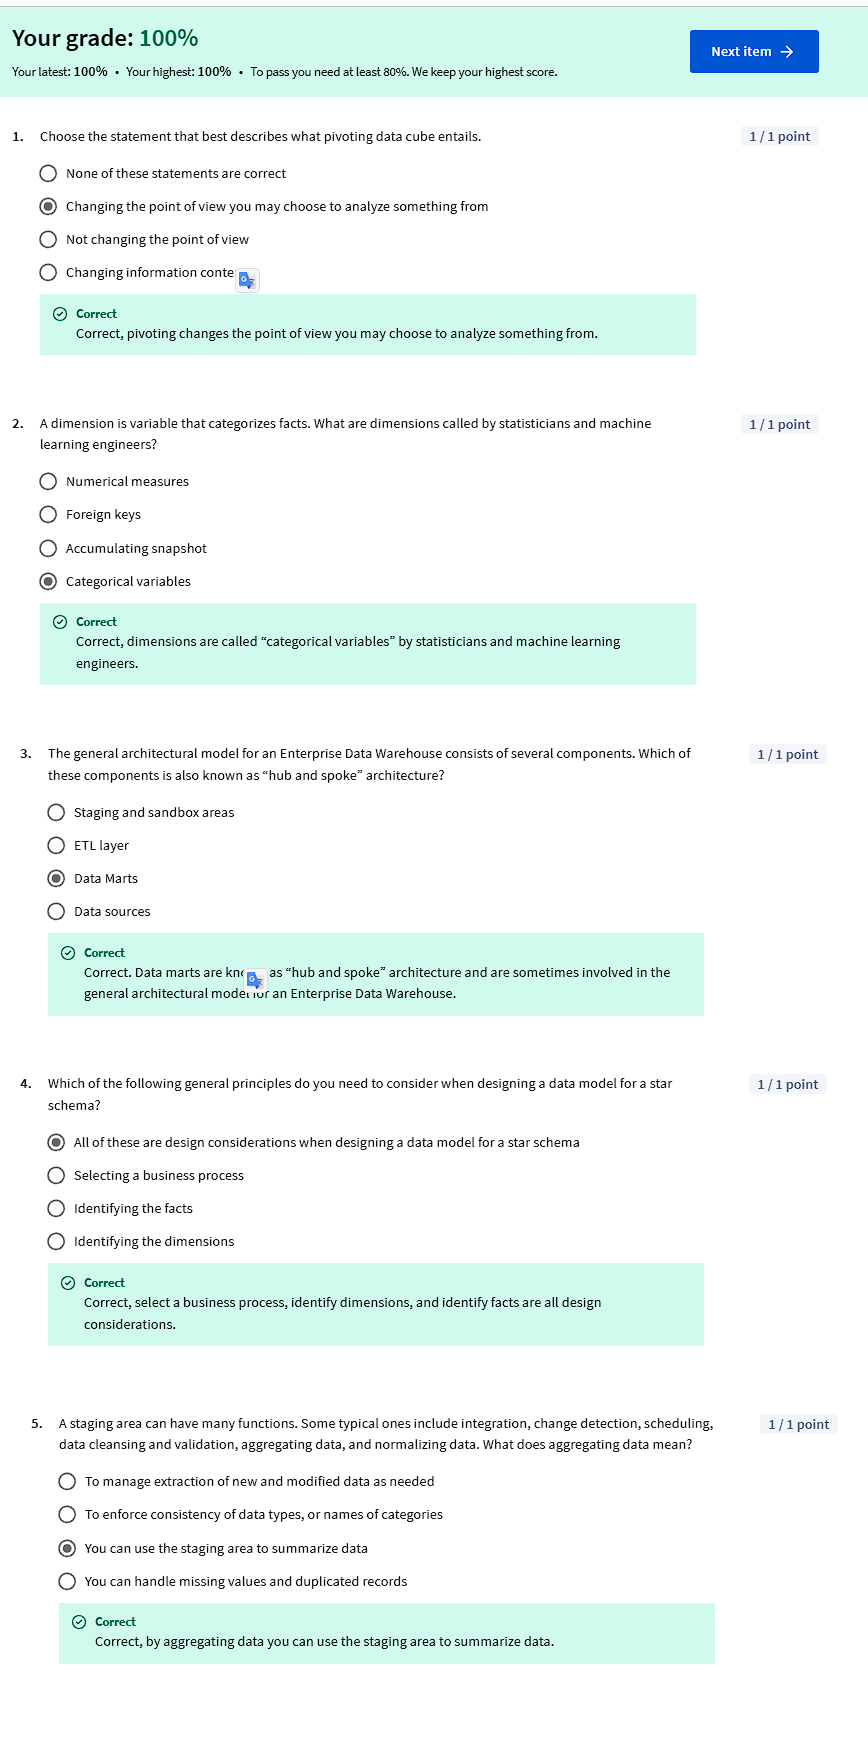 Your grade: 100%
Next item →
Your latest: 100% • Your highest: 100% • To pass you need at least 80%. We keep your highest score.
1. Choose the statement that best describes what pivoting data cube entails. 1 / 1 point
None of these statements are correct
Changing the point of view you may choose to analyze something from
Not changing the point of view
Changing information
Correct
Correct, pivoting changes the point of view you may choose to analyze something from.
2. A dimension is variable that categorizes facts. What are dimensions called by statisticians and machine 1 / 1 point
learning engineers?
Numerical measures
Foreign keys
Accumulating snapshot
Categorical variables
Correct
Correct, dimensions are called “categorical variables” by statisticians and machine learning
engineers.
3. The general architectural model for an Enterprise Data Warehouse consists of several components. Which of 1 / 1 point
these components is also known as “hub and spoke” architecture?
Staging and sandbox areas
ETL layer
Data Marts
Data sources
Correct
Correct. Data marts are as “hub and spoke” architecture and are sometimes involved in the
general architectural an Enterprise Data Warehouse.
4. Which of the following general principles do you need to consider when designing a data model for a star 1 / 1 point
schema?
All of these are design considerations when designing a data model for a star schema
Selecting a business process
Identifying the facts
Identifying the dimensions
Correct
Correct, select a business process, identify dimensions, and identify facts are all design
considerations.
5. A staging area can have many functions. Some typical ones include integration, change detection, scheduling, 1 / 1 point
data cleansing and validation, aggregating data, and normalizing data. What does aggregating data mean?
To manage extraction of new and modified data as needed
To enforce consistency of data types, or names of categories
You can use the staging area to summarize data
You can handle missing values and duplicated records
Correct
Correct, by aggregating data you can use the staging area to summarize data.